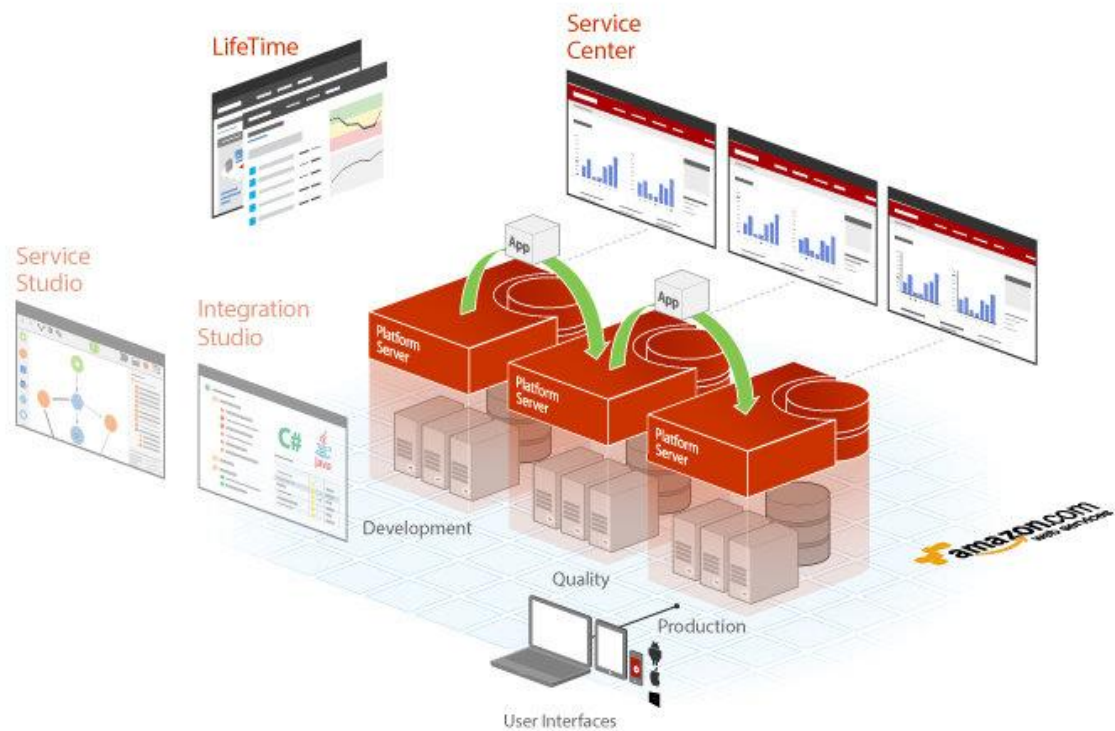 LifeTime
Service
Center
Service
Studio
Integration
Studio
App
App
Platform
Server
Platform
Server
Platform
Server
C#
Java
Development
Quality
Production
amazon.com
web services
User Interfaces